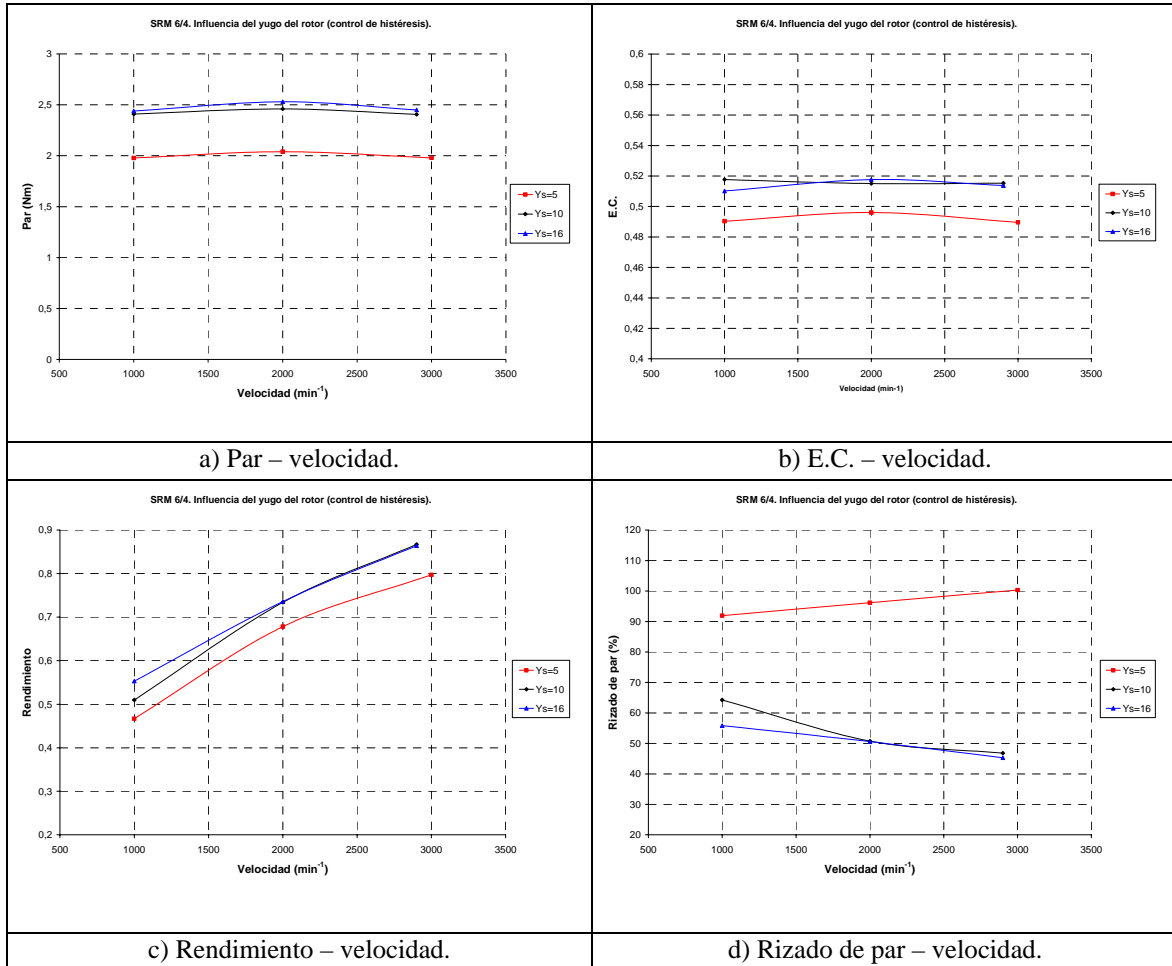 SRM 6/4. Influencia del yugo del rotor (control de histéresis).
3
2,5
2
1,5
1
0,5
0
500 1000 1500 2000 2500 3000 3500
Par (Nm)
Velocidad (min-1)
Ys=5
Ys=10
Ys=16
a) Par – velocidad.
SRM 6/4. Influencia del yugo del rotor (control de histéresis).
0,6
0,58
0,56
0,54
0,52
0,5
0,48
0,46
0,44
0,42
0,4
500 1000 1500 2000 2500 3000 3500
E.C.
Velocidad (min-1)
Ys=5
Ys=10
Ys=16
b) E.C. – velocidad.
SRM 6/4. Influencia del yugo del rotor (control de histéresis).
0,9
0,8
0,7
0,6
0,5
0,4
0,3
0,2
500 1000 1500 2000 2500 3000 3500
Rendimiento
Velocidad (min-1)
Ys=5
Ys=10
Ys=16
c) Rendimiento – velocidad.
SRM 6/4. Influencia del yugo del rotor (control de histéresis).
120
110
100
90
80
70
60
50
40
30
20
500 1000 1500 2000 2500 3000 3500
Rizado de par (%)
Velocidad (min-1)
Ys=5
Ys=10
Ys=16
d) Rizado de par – velocidad.